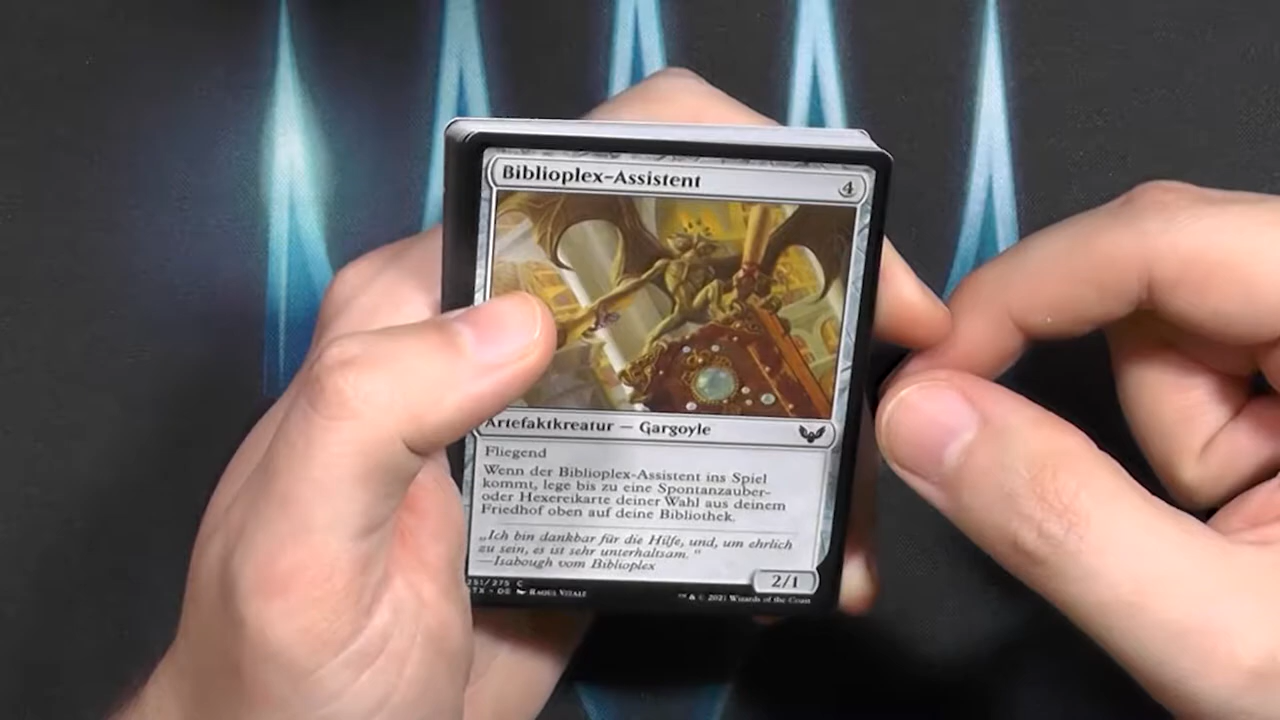 Biblioplex-Assistent 4
Artefaktkreatur — Gargoyle
Fliegend
Wenn der Biblioplex-Assistent ins Spiel
kommt, lege bis zu eine Spontanzauber-
oder Hexereikarte deiner Wahl aus deinem
Friedhof oben auf deine Bibliothek.
„Ich bin dankbar für die Hilfe, und, um ehrlich
zu sein, es ist sehr unterhaltsam.“
—Isabough vom Biblioplex
2/1
251/275 C
STX • DE Raoul Vitale
™ & © 2021 Wizards of the Coast